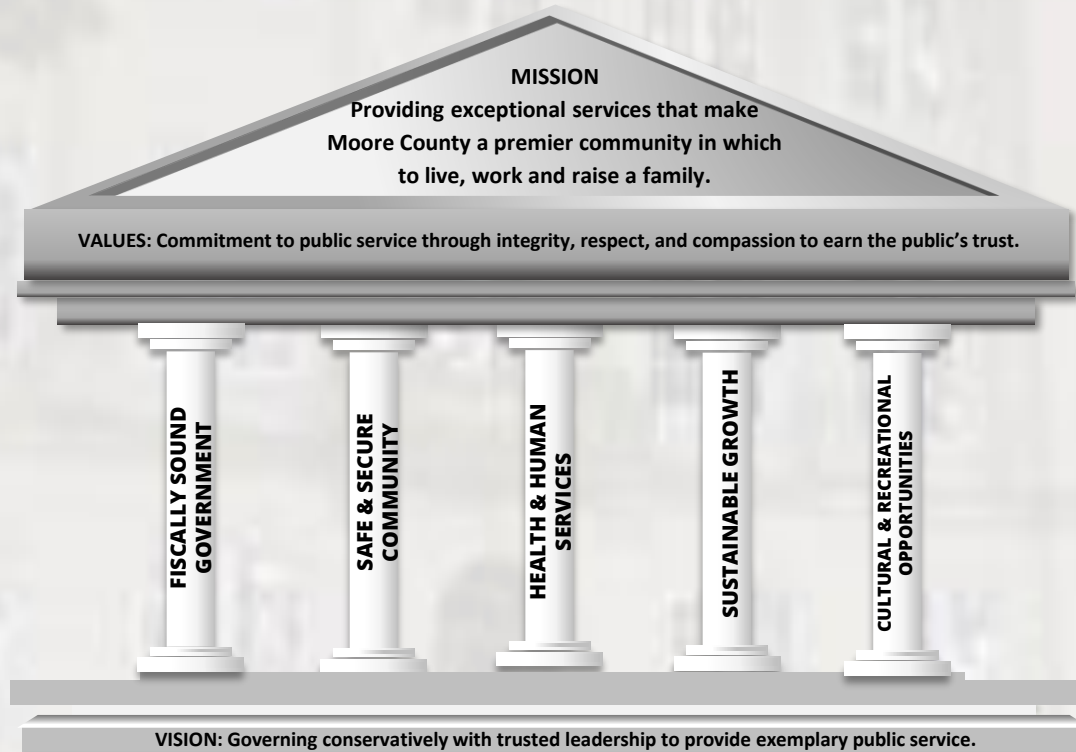 MISSION
Providing exceptional services that make
Moore County a premier community in which
to live, work and raise a family.
VALUES: Commitment to public service through integrity, respect, and compassion to earn the public’s trust.
FISCALLY SOUND
GOVERNMENT
SAFE & SECURE
COMMUNITY
HEALTH & HUMAN
SERVICES
SUSTAINABLE GROWTH
CULTURAL & RECREATIONAL
OPPORTUNITIES
VISION: Governing conservatively with trusted leadership to provide exemplary public service.